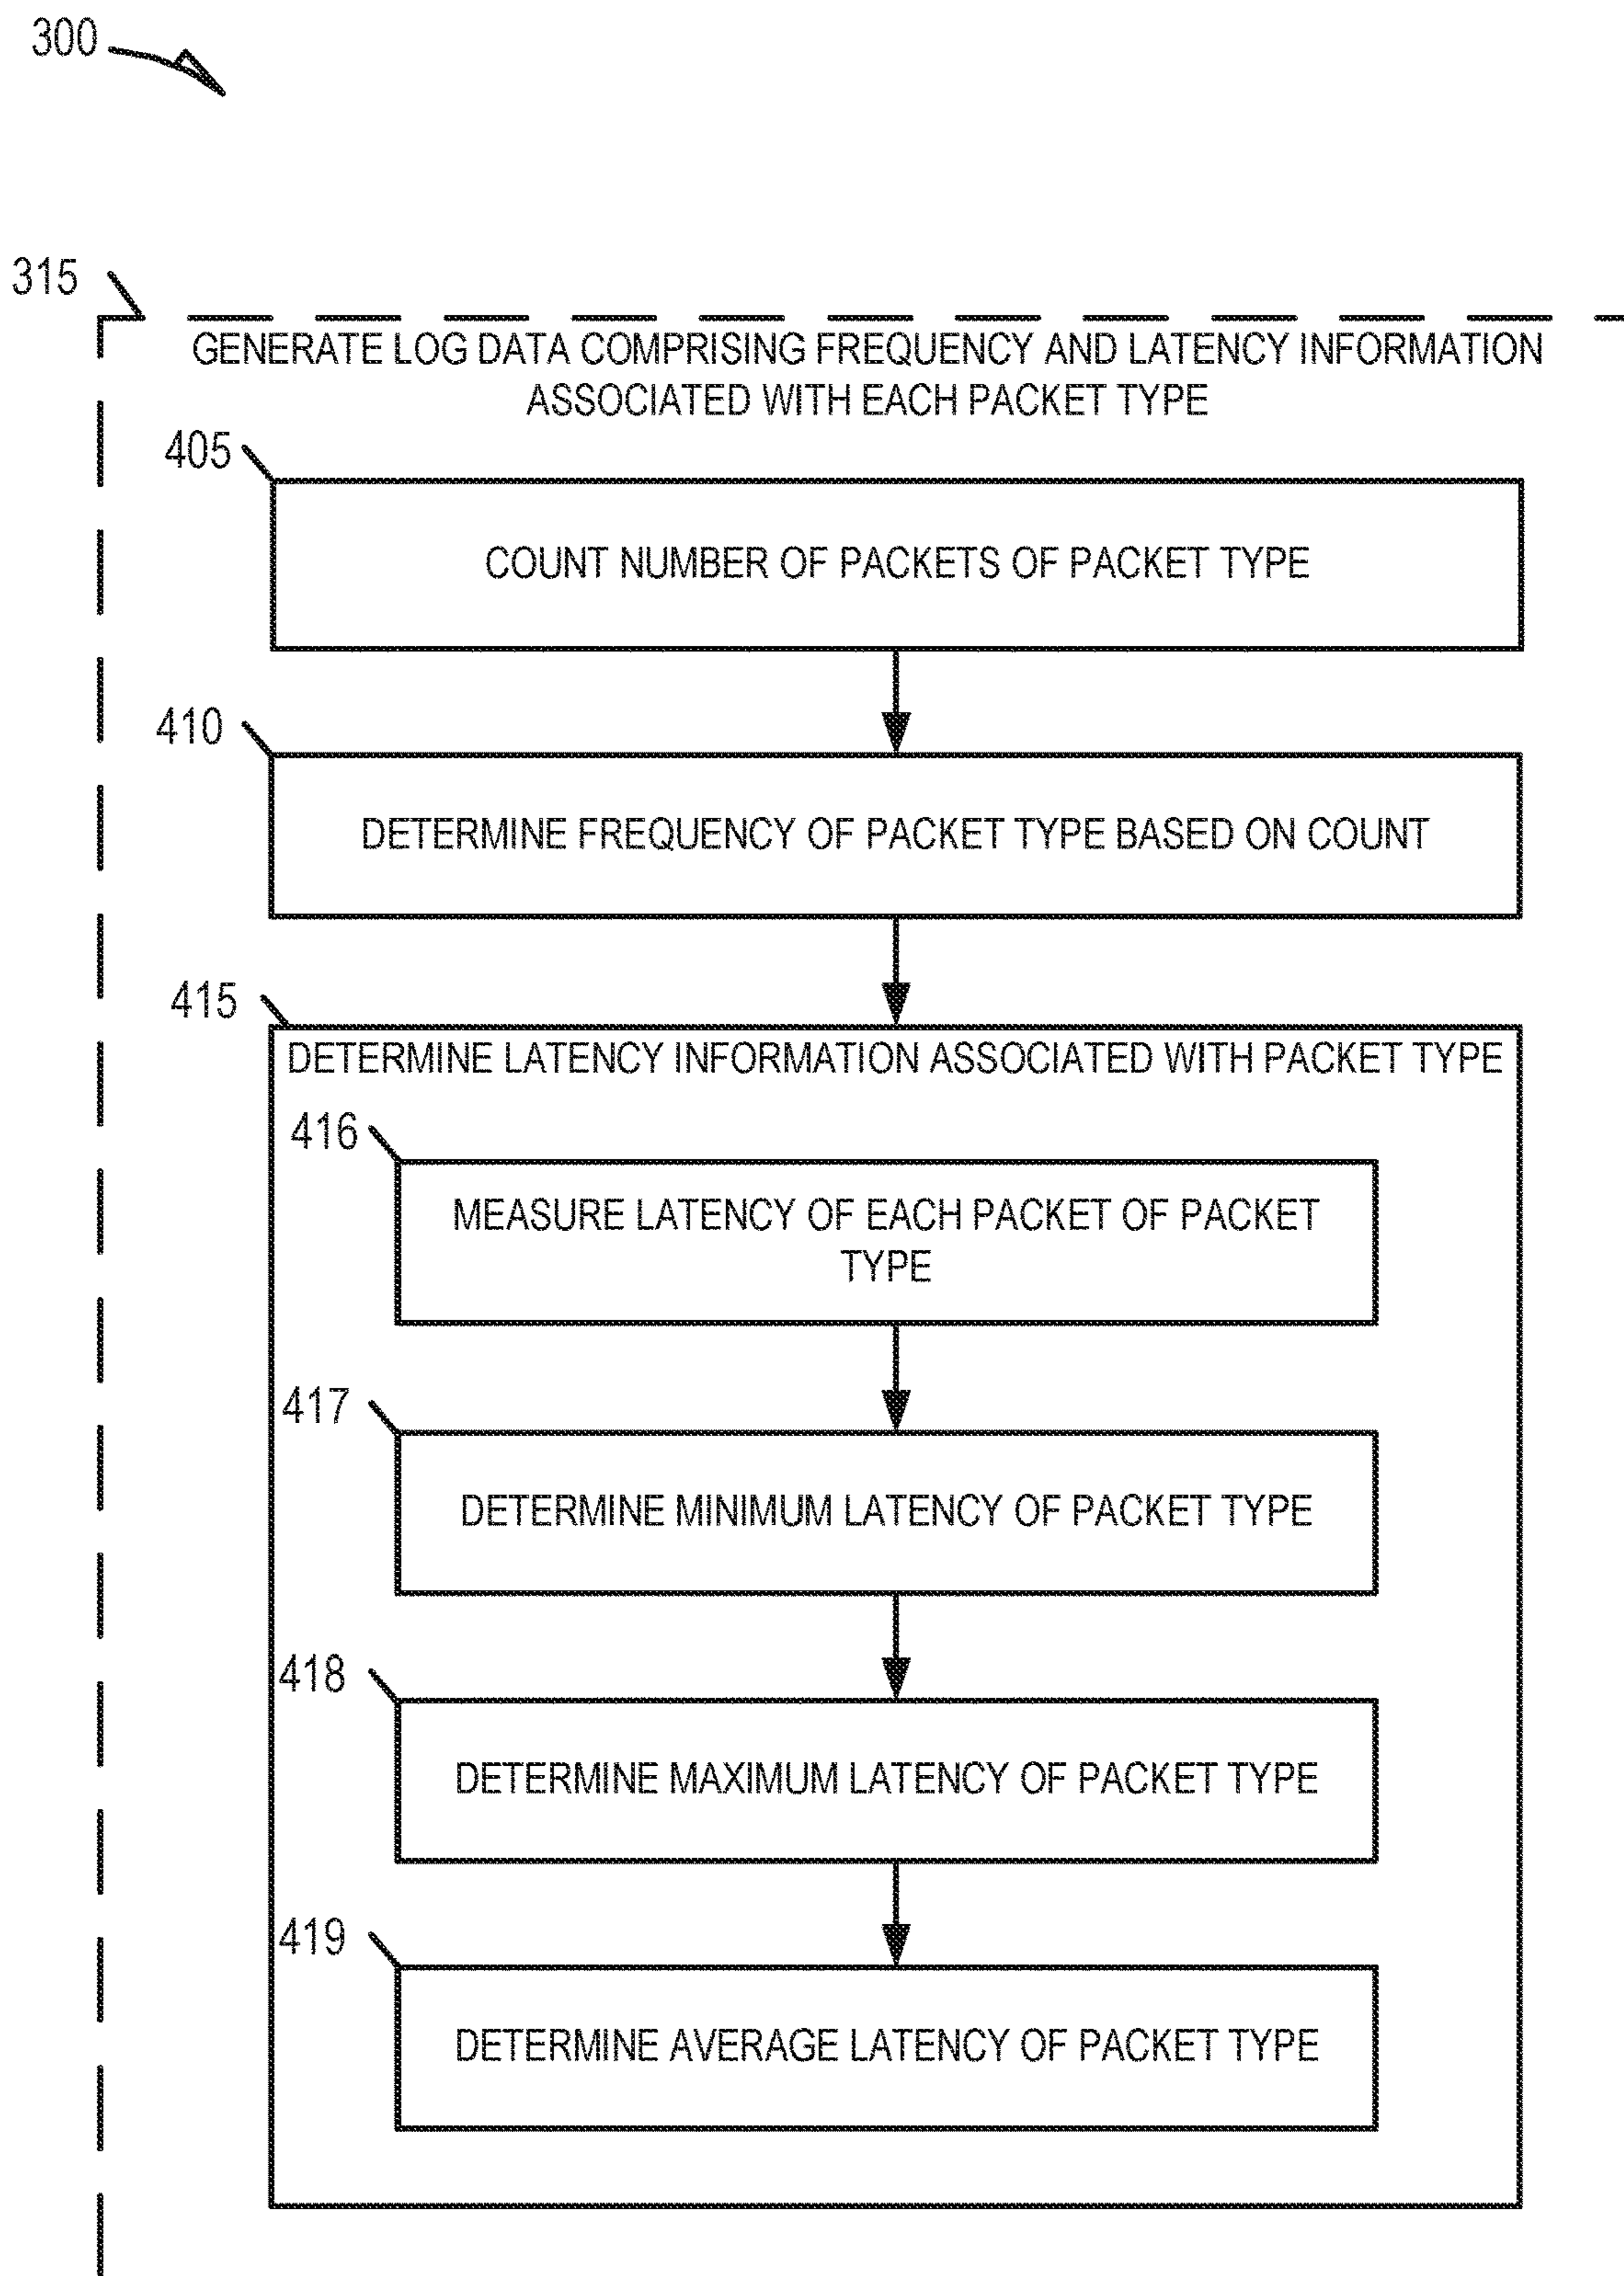 300
315
GENERATE LOG DATA COMPRISING FREQUENCY AND LATENCY INFORMATION
ASSOCIATED WITH EACH PACKET TYPE
405
COUNT NUMBER OF PACKETS OF PACKET TYPE
410
DETERMINE FREQUENCY OF PACKET TYPE BASED ON COUNT
415
DETERMINE LATENCY INFORMATION ASSOCIATED WITH PACKET TYPE
416
MEASURE LATENCY OF EACH PACKET OF PACKET
TYPE
417
DETERMINE MINIMUM LATENCY OF PACKET TYPE
418
DETERMINE MAXIMUM LATENCY OF PACKET TYPE
419
DETERMINE AVERAGE LATENCY OF PACKET TYPE